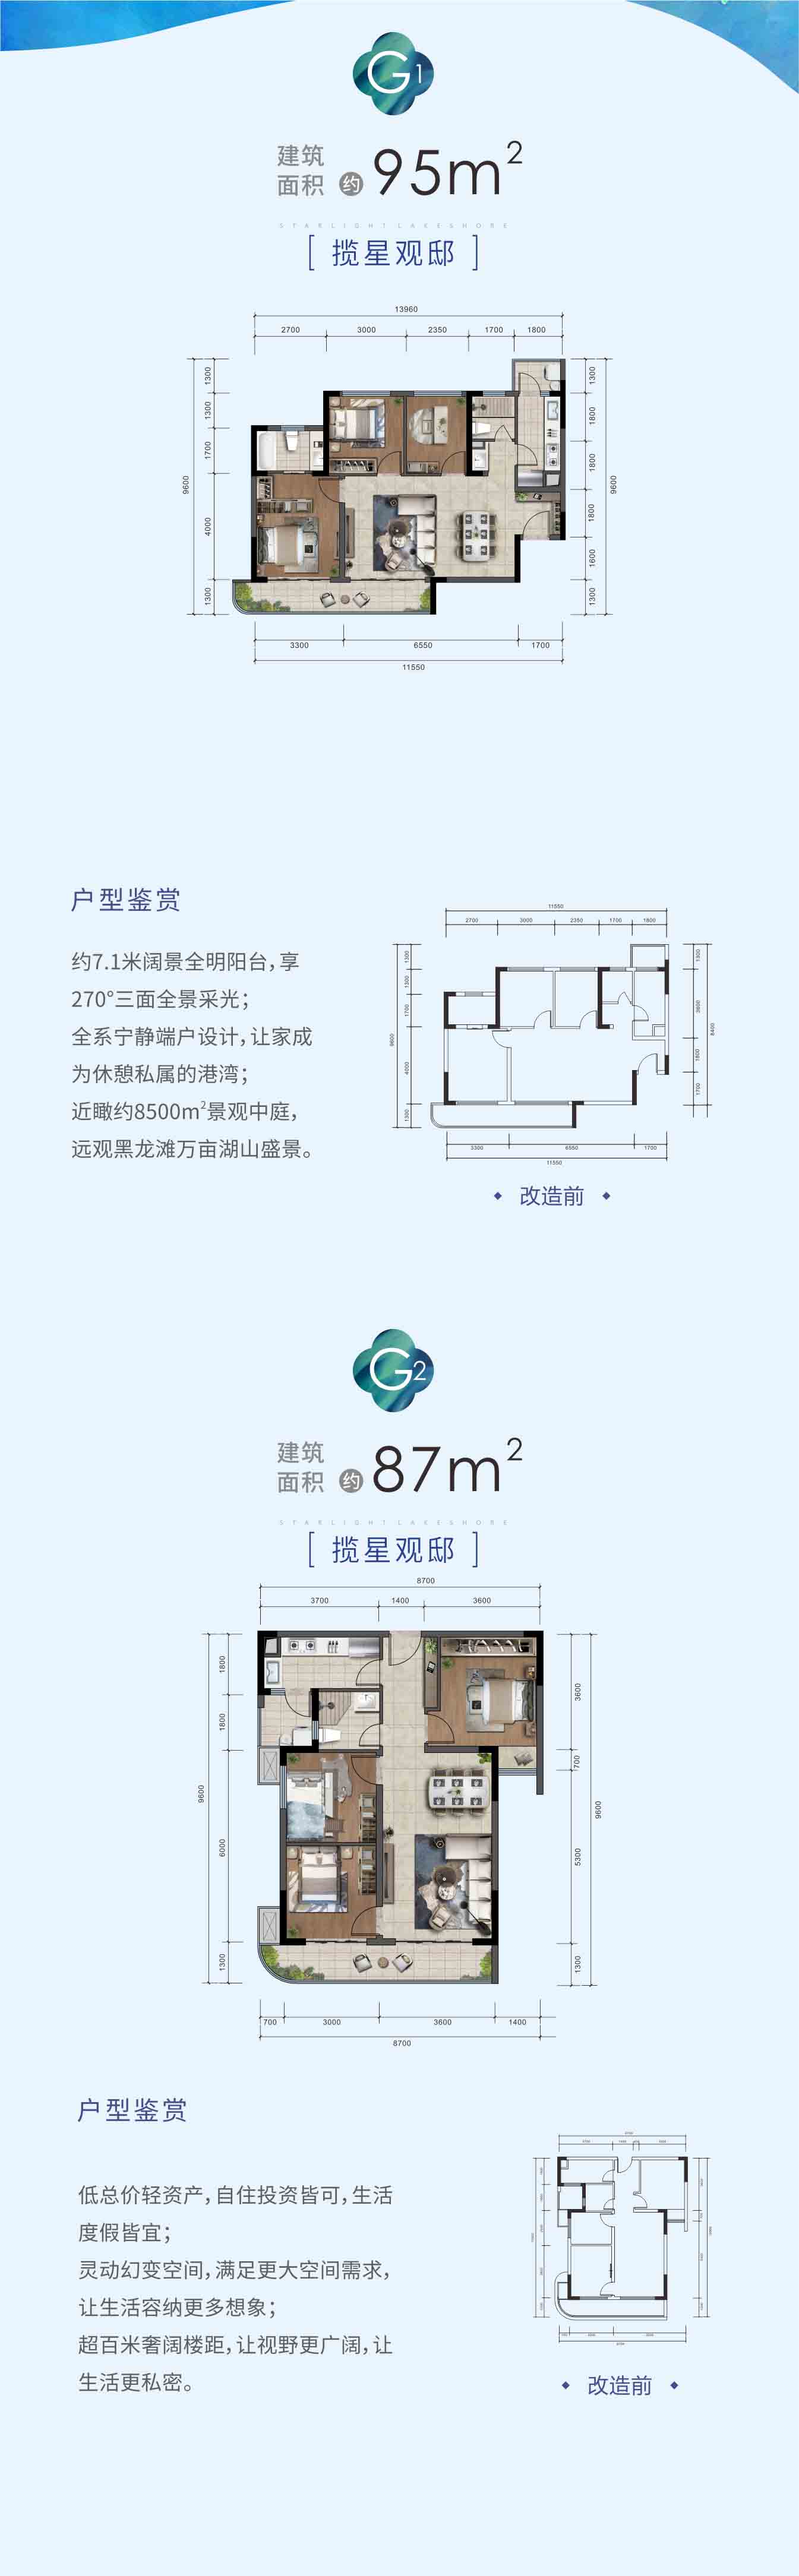 G1
建筑
面积 约 95m²
STARLIGHT LAKESHORE
[ 揽星观邸 ]
13960
2700 3000 2350 1700 1800
9600
1300
1300
1700
4000
1300
1300
1800
1800
1800
1600
1300
9600
3300 6550 1700
11550
户型鉴赏
约7.1米阔景全明阳台，享
270°三面全景采光；
全系宁静端户设计，让家成
为休憩私属的港湾；
近瞰约8500m²景观中庭，
远观黑龙滩万亩湖山盛景。
11550
2700 3000 2350 1700 1800
9600
1300
1300
1700
4000
1300
1300
3600
1800
1700
8400
3300 6550 1700
11550
改造前
G2
建筑
面积 约 87m²
STARLIGHT LAKESHORE
[ 揽星观邸 ]
8700
3700 1400 3600
9600
1800
1800
6000
1300
3600
700
5300
1300
9600
700 3000 3600 1400
8700
户型鉴赏
低总价轻资产，自住投资皆可，生活
度假皆宜；
灵动幻变空间，满足更大空间需求，
让生活容纳更多想象；
超百米奢阔楼距，让视野更广阔，让
生活更私密。
改造前